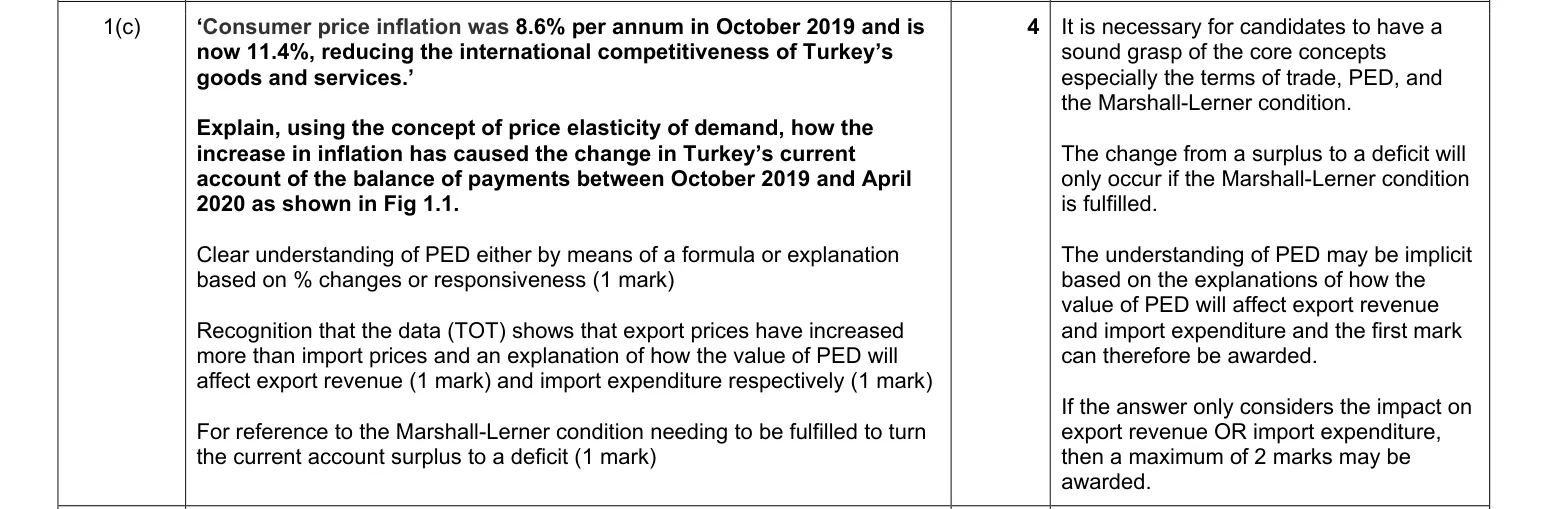 1(c)
‘Consumer price inflation was 8.6% per annum in October 2019 and is
now 11.4%, reducing the international competitiveness of Turkey’s
goods and services.’
Explain, using the concept of price elasticity of demand, how the
increase in inflation has caused the change in Turkey’s current
account of the balance of payments between October 2019 and April
2020 as shown in Fig 1.1.
Clear understanding of PED either by means of a formula or explanation
based on % changes or responsiveness (1 mark)
Recognition that the data (TOT) shows that export prices have increased
more than import prices and an explanation of how the value of PED will
affect export revenue (1 mark) and import expenditure respectively (1 mark)
For reference to the Marshall-Lerner condition needing to be fulfilled to turn
the current account surplus to a deficit (1 mark)
4
It is necessary for candidates to have a
sound grasp of the core concepts
especially the terms of trade, PED, and
the Marshall-Lerner condition.
The change from a surplus to a deficit will
only occur if the Marshall-Lerner condition
is fulfilled.
The understanding of PED may be implicit
based on the explanations of how the
value of PED will affect export revenue
and import expenditure and the first mark
can therefore be awarded.
If the answer only considers the impact on
export revenue OR import expenditure,
then a maximum of 2 marks may be
awarded.